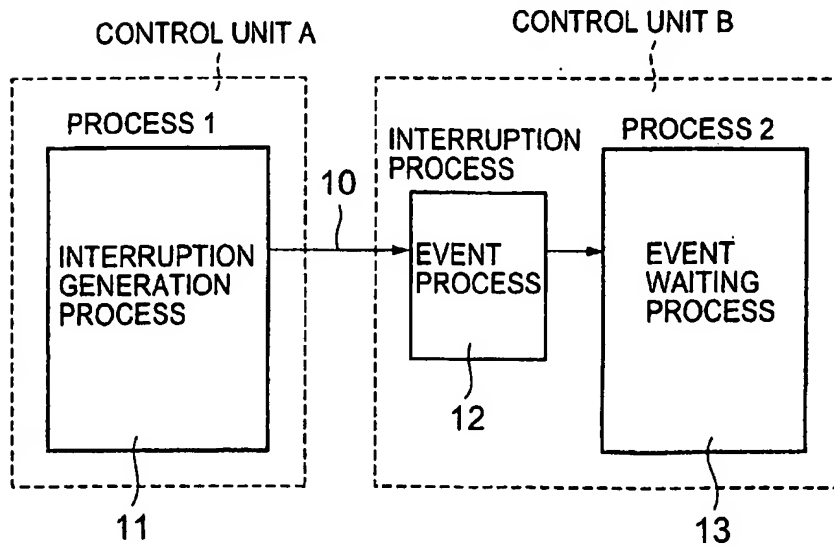 CONTROL UNIT A
CONTROL UNIT B
PROCESS 1
INTERRUPTION
PROCESS
PROCESS 2
10
INTERRUPTION
GENERATION
PROCESS
EVENT
PROCESS
EVENT
WAITING
PROCESS
12
11
13